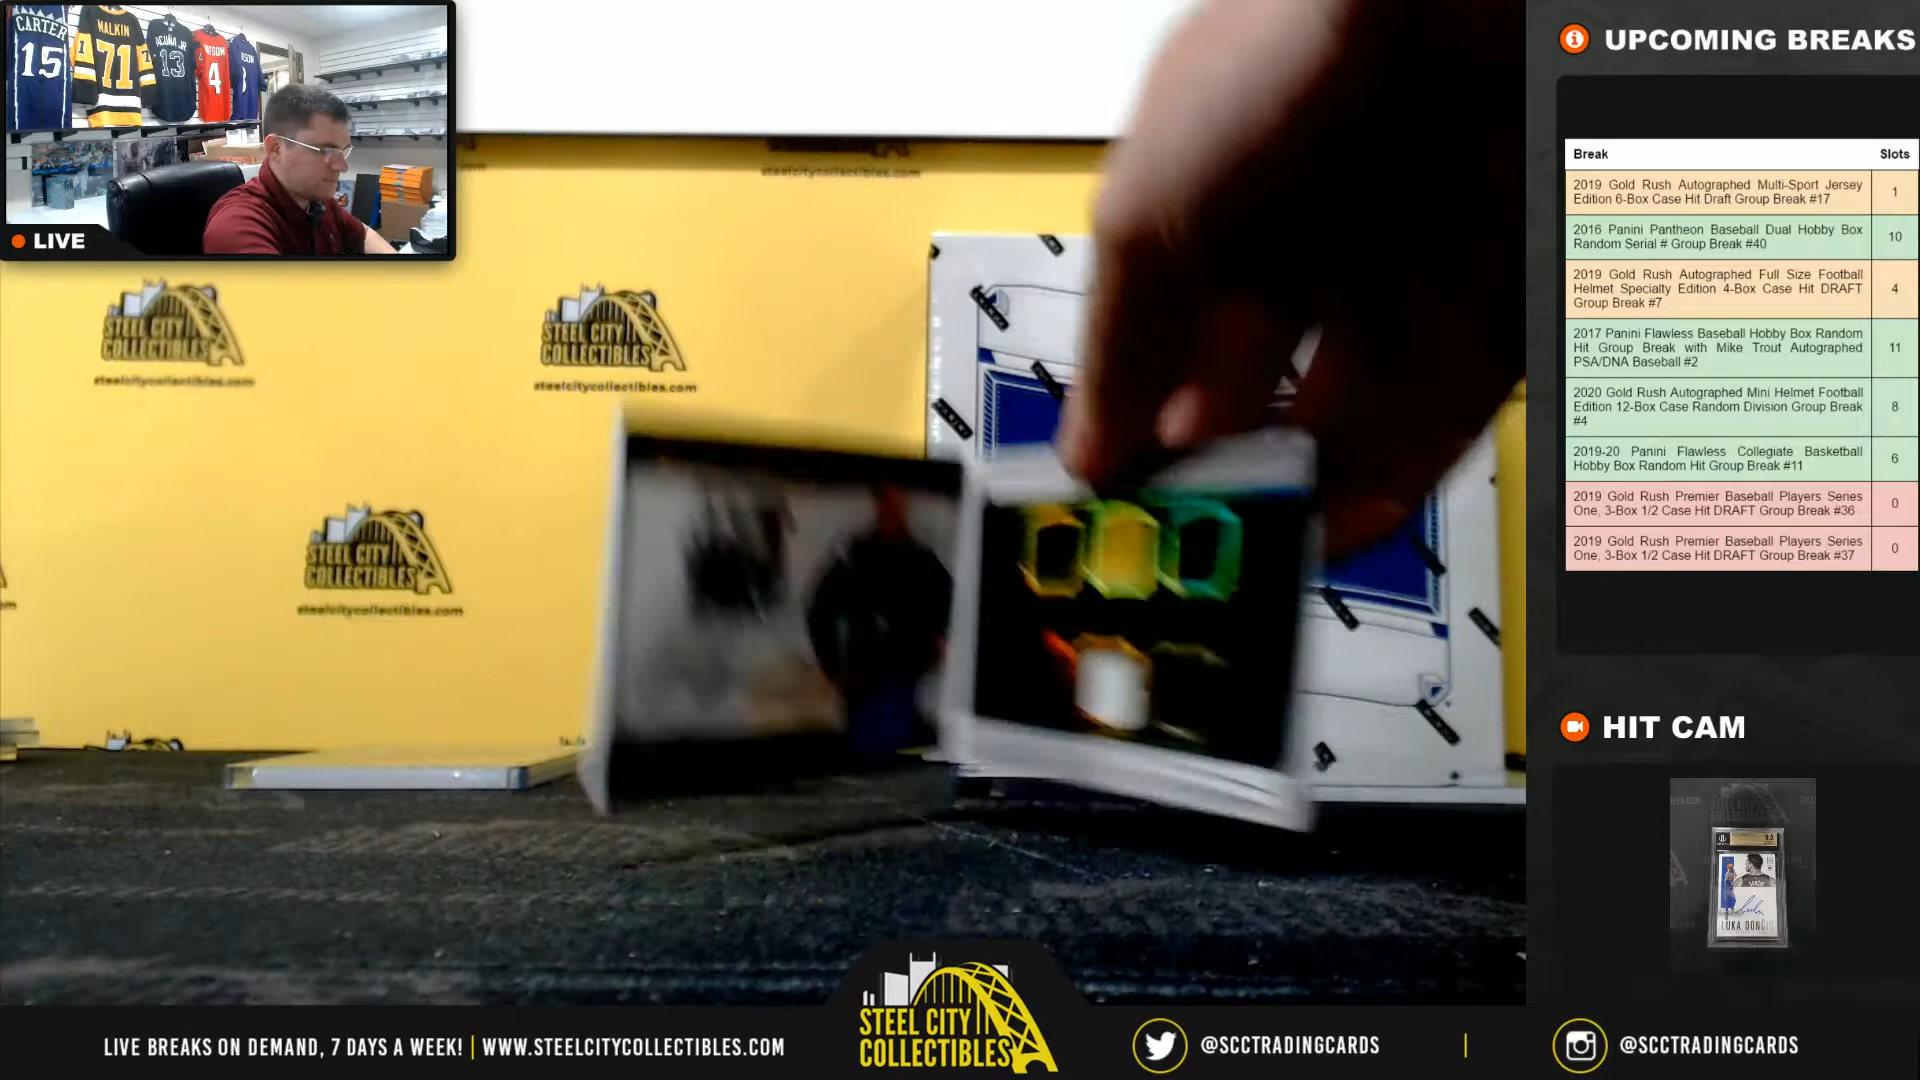 CARTER
15
MALKIN
71
ACUÑA JR
13
4
LIVE
STEEL CITY
COLLECTIBLES
steelcitycollectibles.com
STEEL CITY
COLLECTIBLES
steelcitycollectibles.com
STEEL CITY
COLLECTIBLES
steelcitycollectibles.com
steelcitycollectibles.com
UPCOMING BREAKS
Break Slots
2019 Gold Rush Autographed Multi-Sport Jersey
Edition 6-Box Case Hit Draft Group Break #17
1
2016 Panini Pantheon Baseball Dual Hobby Box
Random Serial # Group Break #40
10
2019 Gold Rush Autographed Full Size Football
Helmet Specialty Edition 4-Box Case Hit DRAFT
Group Break #7
4
2017 Panini Flawless Baseball Hobby Box Random
Hit Group Break with Mike Trout Autographed
PSA/DNA Baseball #2
11
2020 Gold Rush Autographed Mini Helmet Football
Edition 12-Box Case Random Division Group Break
#4
8
2019-20 Panini Flawless Collegiate Basketball
Hobby Box Random Hit Group Break #11
6
2019 Gold Rush Premier Baseball Players Series
One, 3-Box 1/2 Case Hit DRAFT Group Break #36
0
2019 Gold Rush Premier Baseball Players Series
One, 3-Box 1/2 Case Hit DRAFT Group Break #37
0
HIT CAM
9.5
LUKA DONČIĆ
LIVE BREAKS ON DEMAND, 7 DAYS A WEEK! | WWW.STEELCITYCOLLECTIBLES.COM
STEEL CITY
COLLECTIBLES
@SCCTRADINGCARDS | @SCCTRADINGCARDS